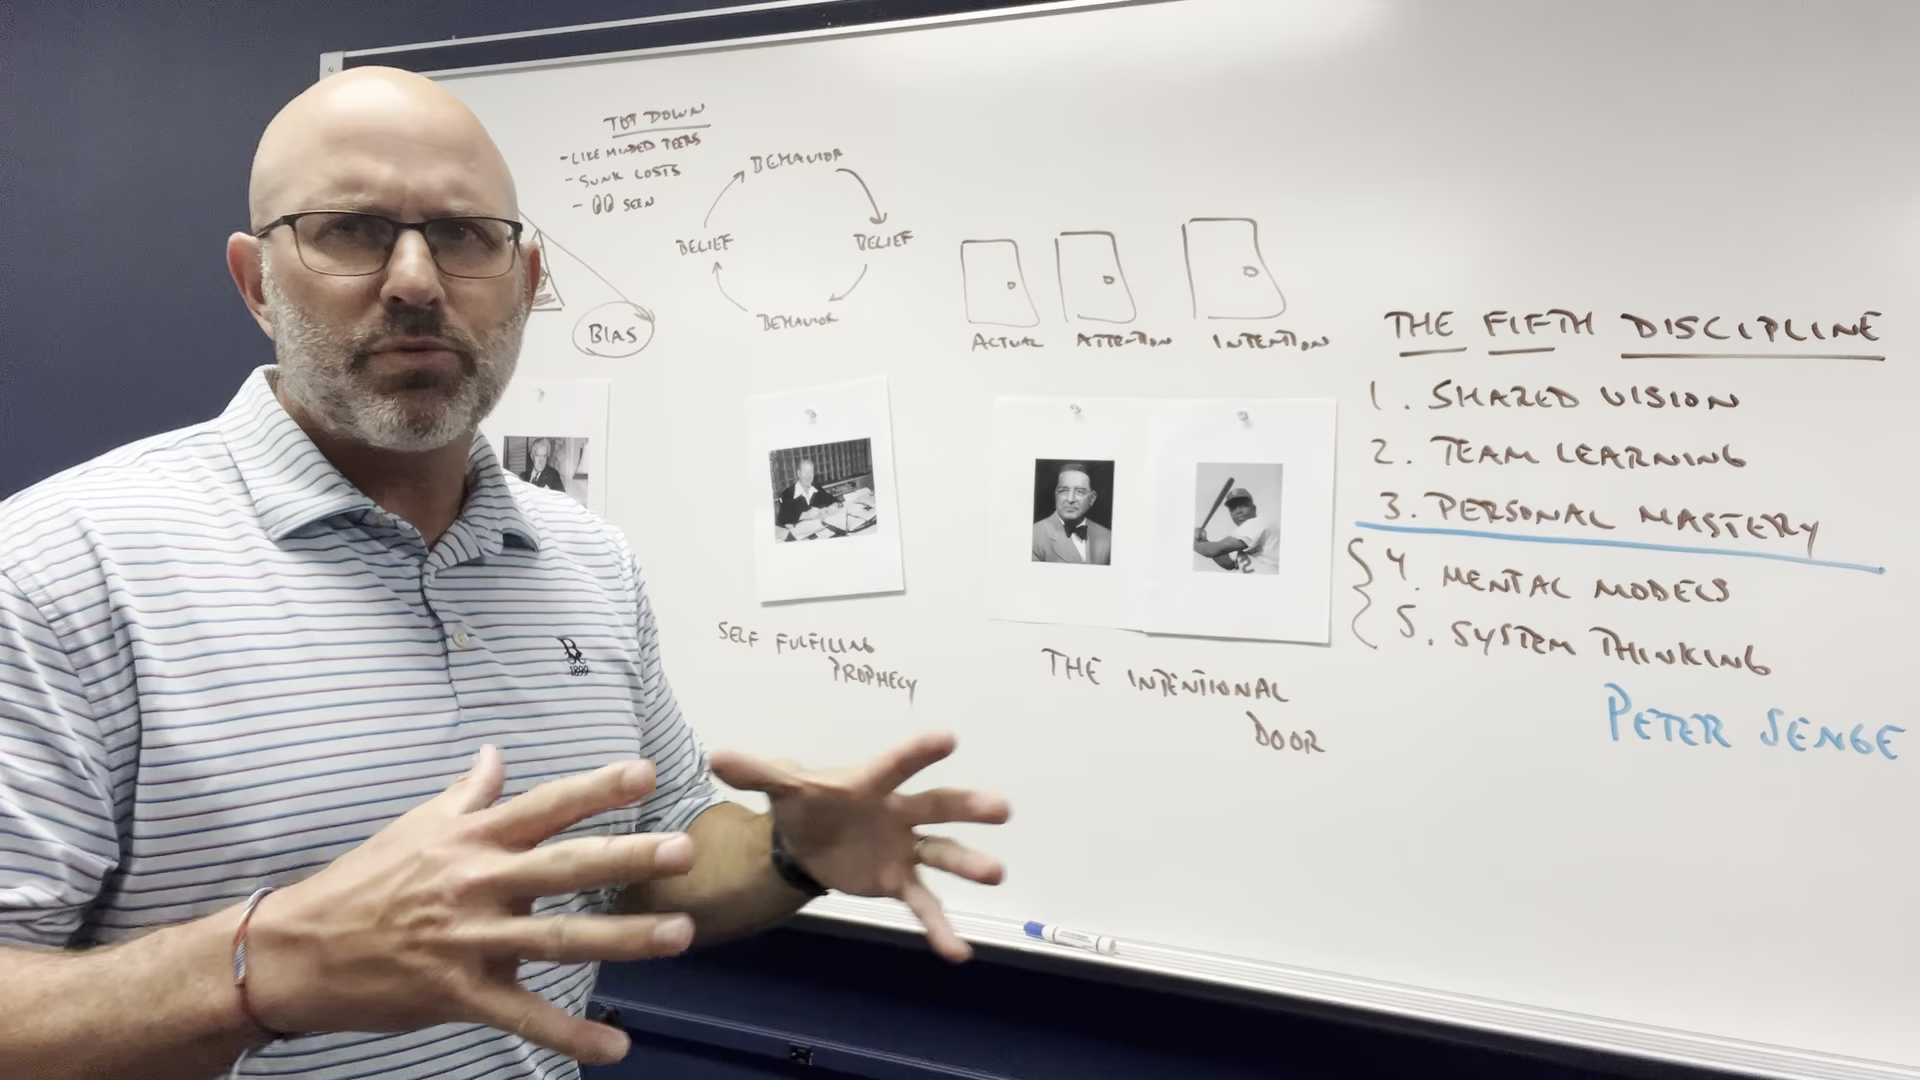 TOP DOWN
- LIKE MINDED PEERS
- SUNK COSTS
- SEEN
BEHAVIOR
BELIEF
BELIEF
BEHAVIOR
BIAS
ACTUAL
ATTENTION
INTENTION
SELF FULFILLING
PROPHECY
THE INTENTIONAL
DOOR
THE FIFTH DISCIPLINE
1. SHARED VISION
2. TEAM LEARNING
3. PERSONAL MASTERY
4. MENTAL MODELS
5. SYSTEM THINKING
PETER SENGE
1899
2